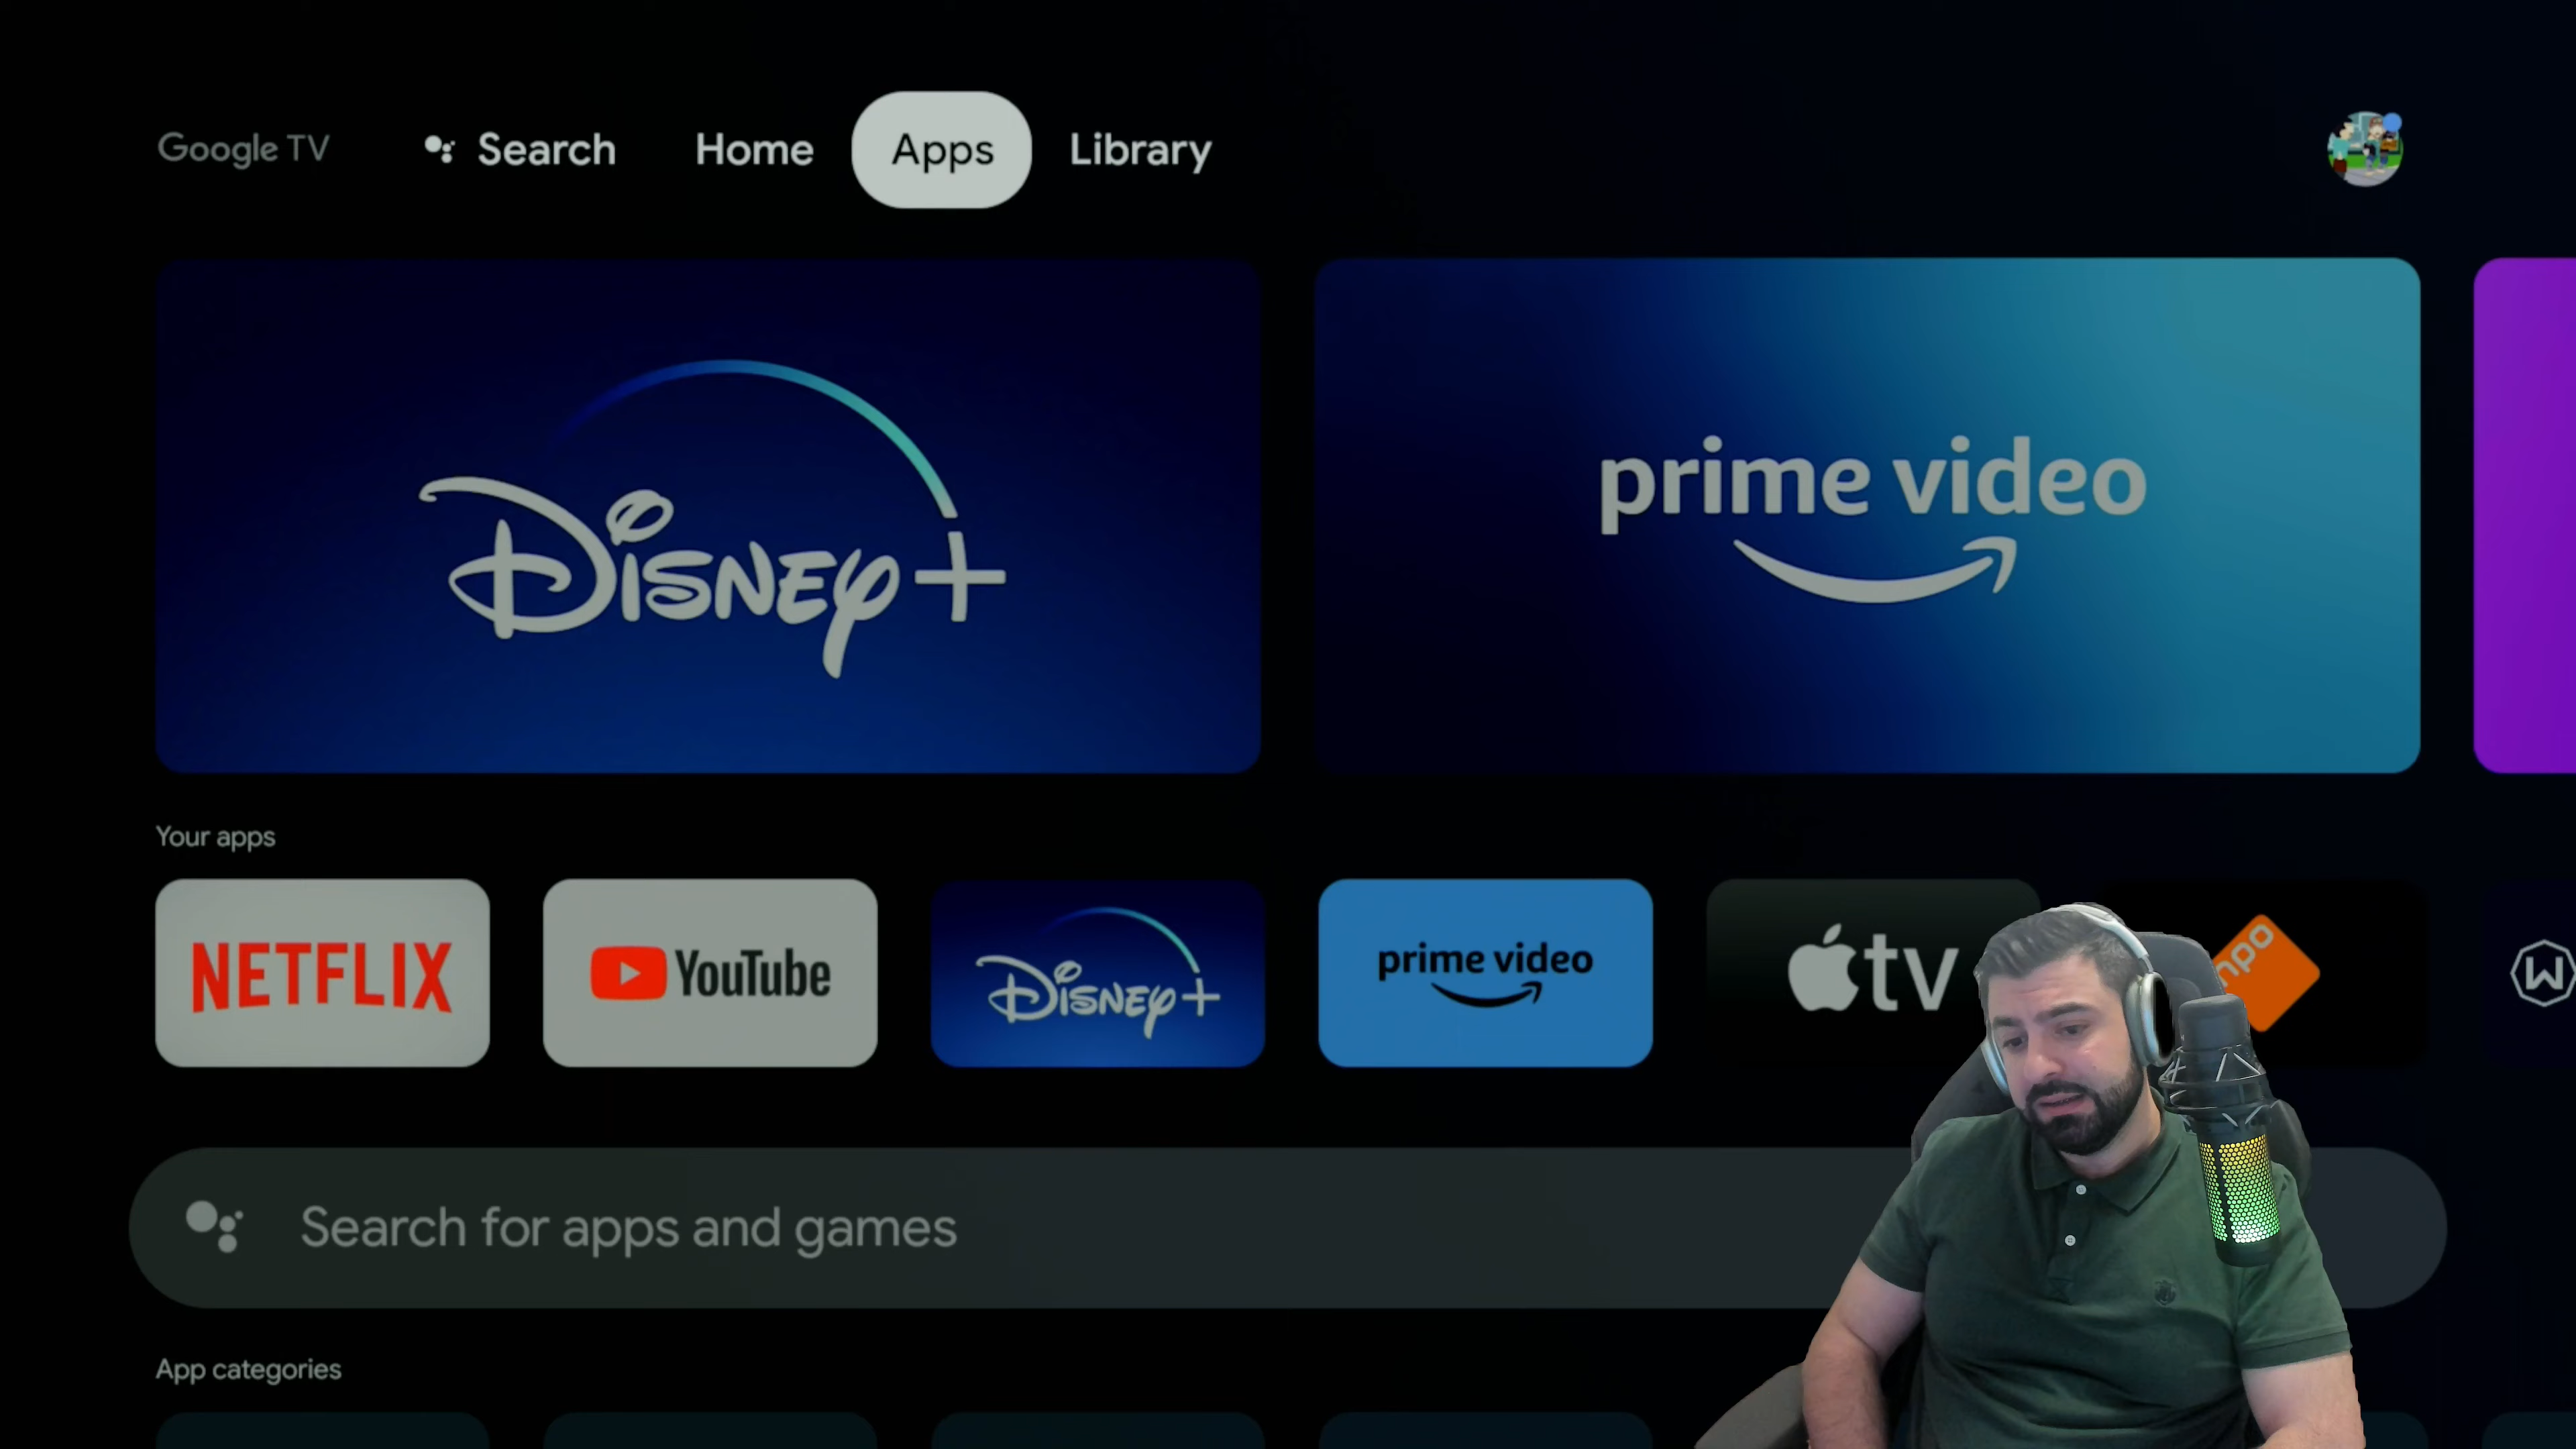 Google TV
Search
Home
Apps
Library
Disney+
prime video
Your apps
NETFLIX
YouTube
Disney+
prime video
tv
npo
W
Search for apps and games
App categories